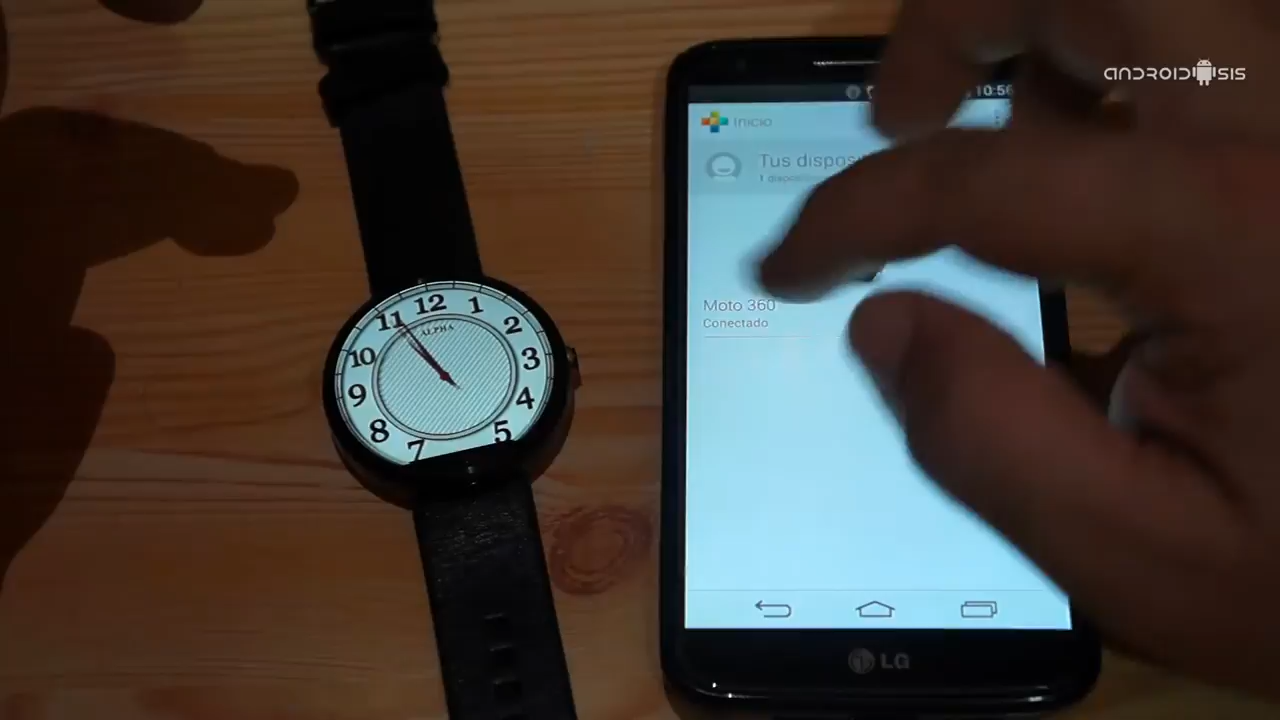 ANDROIDSIS
10:56
Inicio
Tus
1
Moto 360
Conectado
LG
12
1
2
3
4
5
7
8
9
10
11
ALPHA